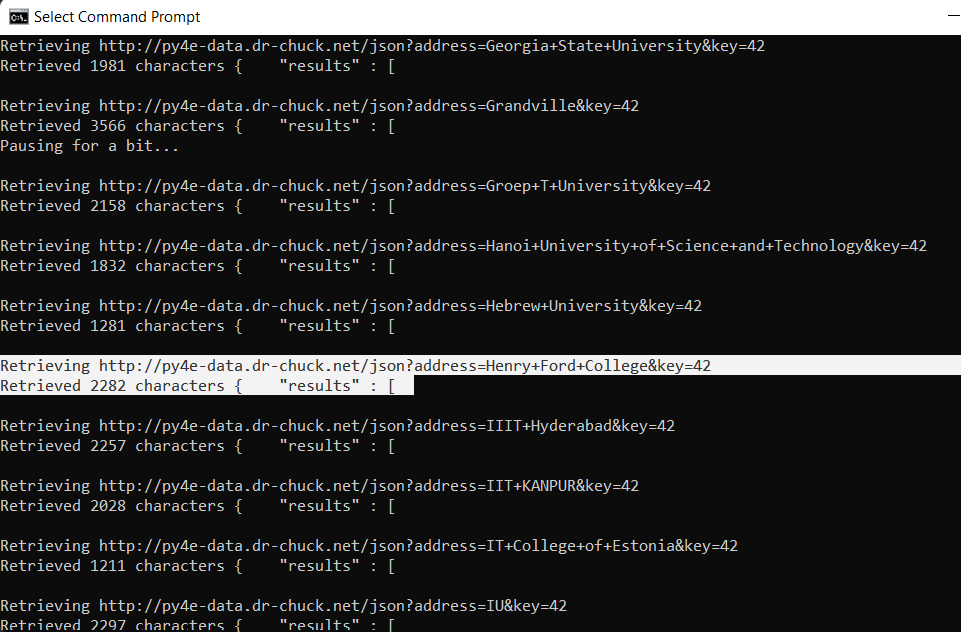 Select Command Prompt
Retrieving http://py4e-data.dr-chuck.net/json?address=Georgia+State+University&key=42
Retrieved 1981 characters {    "results" : [
Retrieving http://py4e-data.dr-chuck.net/json?address=Grandville&key=42
Retrieved 3566 characters {    "results" : [
Pausing for a bit...
Retrieving http://py4e-data.dr-chuck.net/json?address=Groep+T+University&key=42
Retrieved 2158 characters {    "results" : [
Retrieving http://py4e-data.dr-chuck.net/json?address=Hanoi+University+of+Science+and+Technology&key=42
Retrieved 1832 characters {    "results" : [
Retrieving http://py4e-data.dr-chuck.net/json?address=Hebrew+University&key=42
Retrieved 1281 characters {    "results" : [
Retrieving http://py4e-data.dr-chuck.net/json?address=Henry+Ford+College&key=42
Retrieved 2282 characters {    "results" : [
Retrieving http://py4e-data.dr-chuck.net/json?address=IIIT+Hyderabad&key=42
Retrieved 2257 characters {    "results" : [
Retrieving http://py4e-data.dr-chuck.net/json?address=IIT+KANPUR&key=42
Retrieved 2028 characters {    "results" : [
Retrieving http://py4e-data.dr-chuck.net/json?address=IT+College+of+Estonia&key=42
Retrieved 1211 characters {    "results" : [
Retrieving http://py4e-data.dr-chuck.net/json?address=IU&key=42
Retrieved 2297 characters {    "results" : [